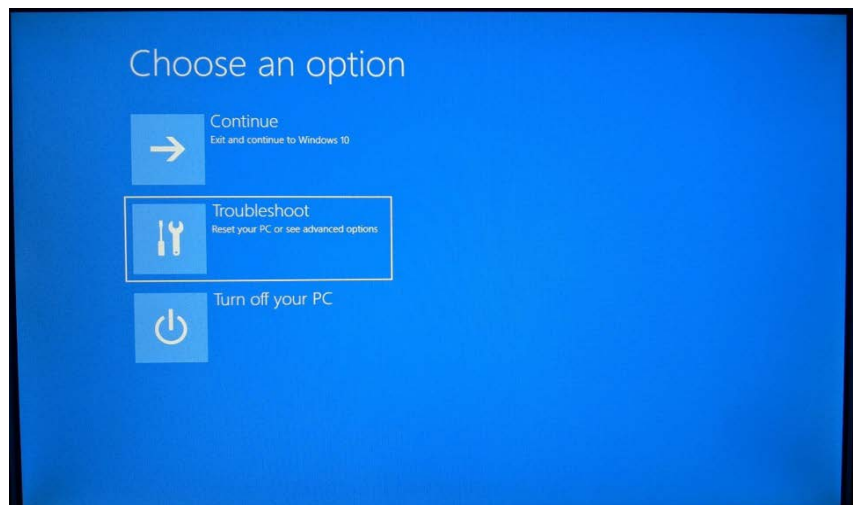 Choose an option
Continue
Exit and continue to Windows 10
Troubleshoot
Reset your PC or see advanced options
Turn off your PC